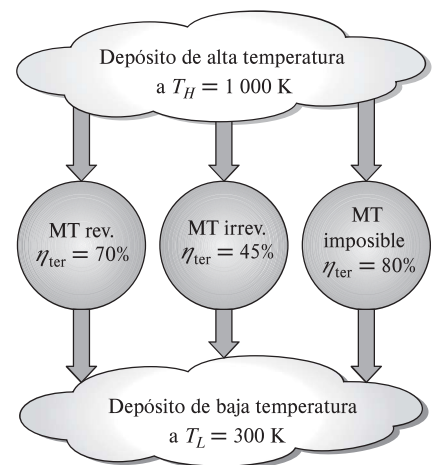 Depósito de alta temperatura
a T_H = 1 000 K
MT rev.
η_ter = 70%
MT irrev.
η_ter = 45%
MT
imposible
η_ter = 80%
Depósito de baja temperatura
a T_L = 300 K